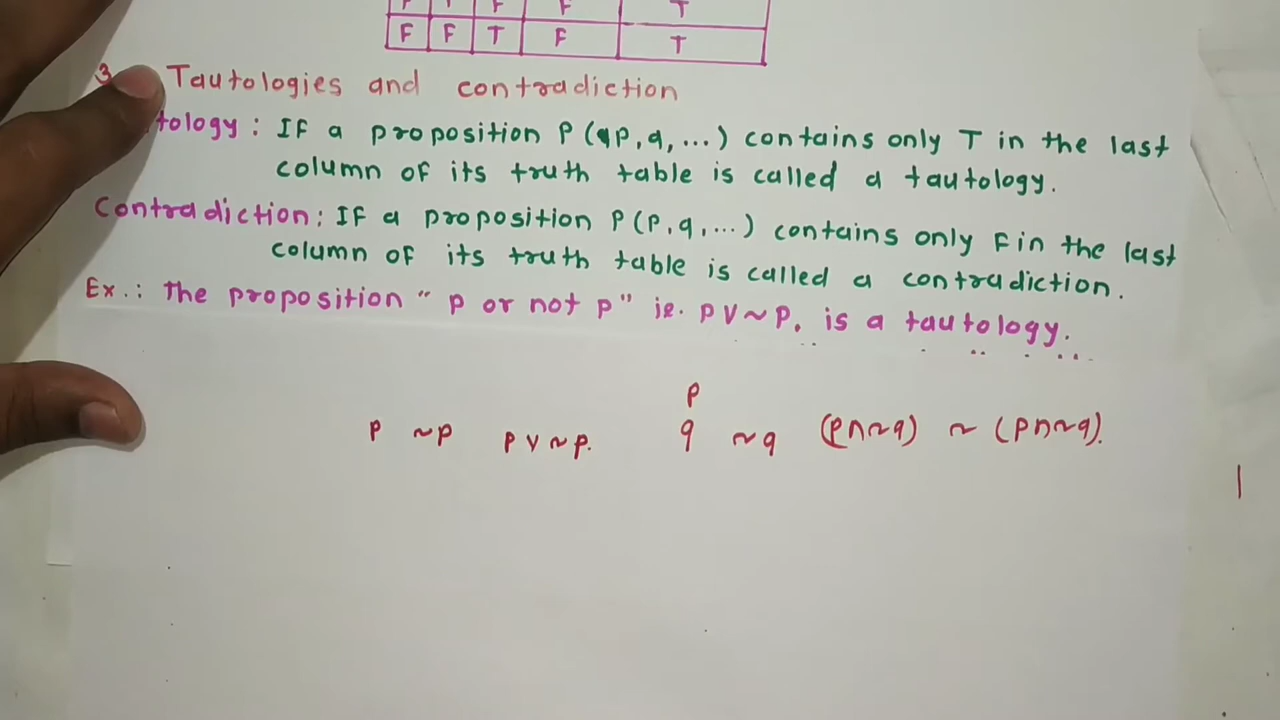 F F T F T
3 Tautologies and contradiction
tology: If a proposition P (p, q, ...) contains only T in the last
column of its truth table is called a tautology.
Contradiction: If a proposition P (p, q, ...) contains only F in the last
column of its truth table is called a contradiction.
Ex.: The proposition "p or not p" ie. p ∨ ~p. is a tautology.
p
p ~p p ∨ ~p. q ~q (p∧~q) ~(p∧~q).